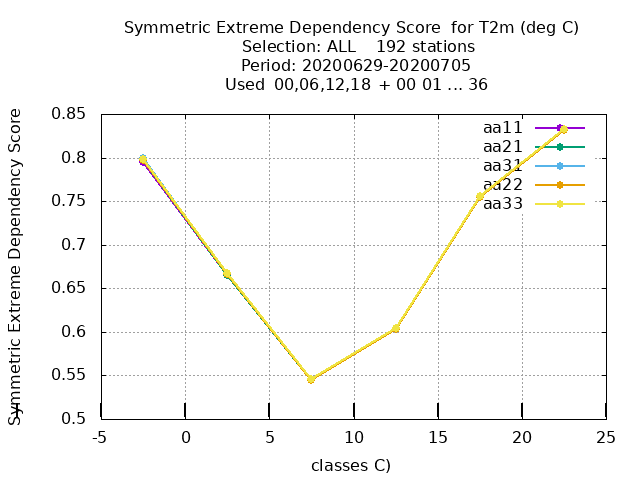 Symmetric Extreme Dependency Score  for T2m (deg C)
Selection: ALL    192 stations
Period: 20200629-20200705
Used  00,06,12,18  + 00 01 ... 36
Symmetric Extreme Dependency Score
0.85
0.8
0.75
0.7
0.65
0.6
0.55
0.5
aa11
aa21
aa31
aa22
aa33
-5
0
5
10
15
20
25
classes C)